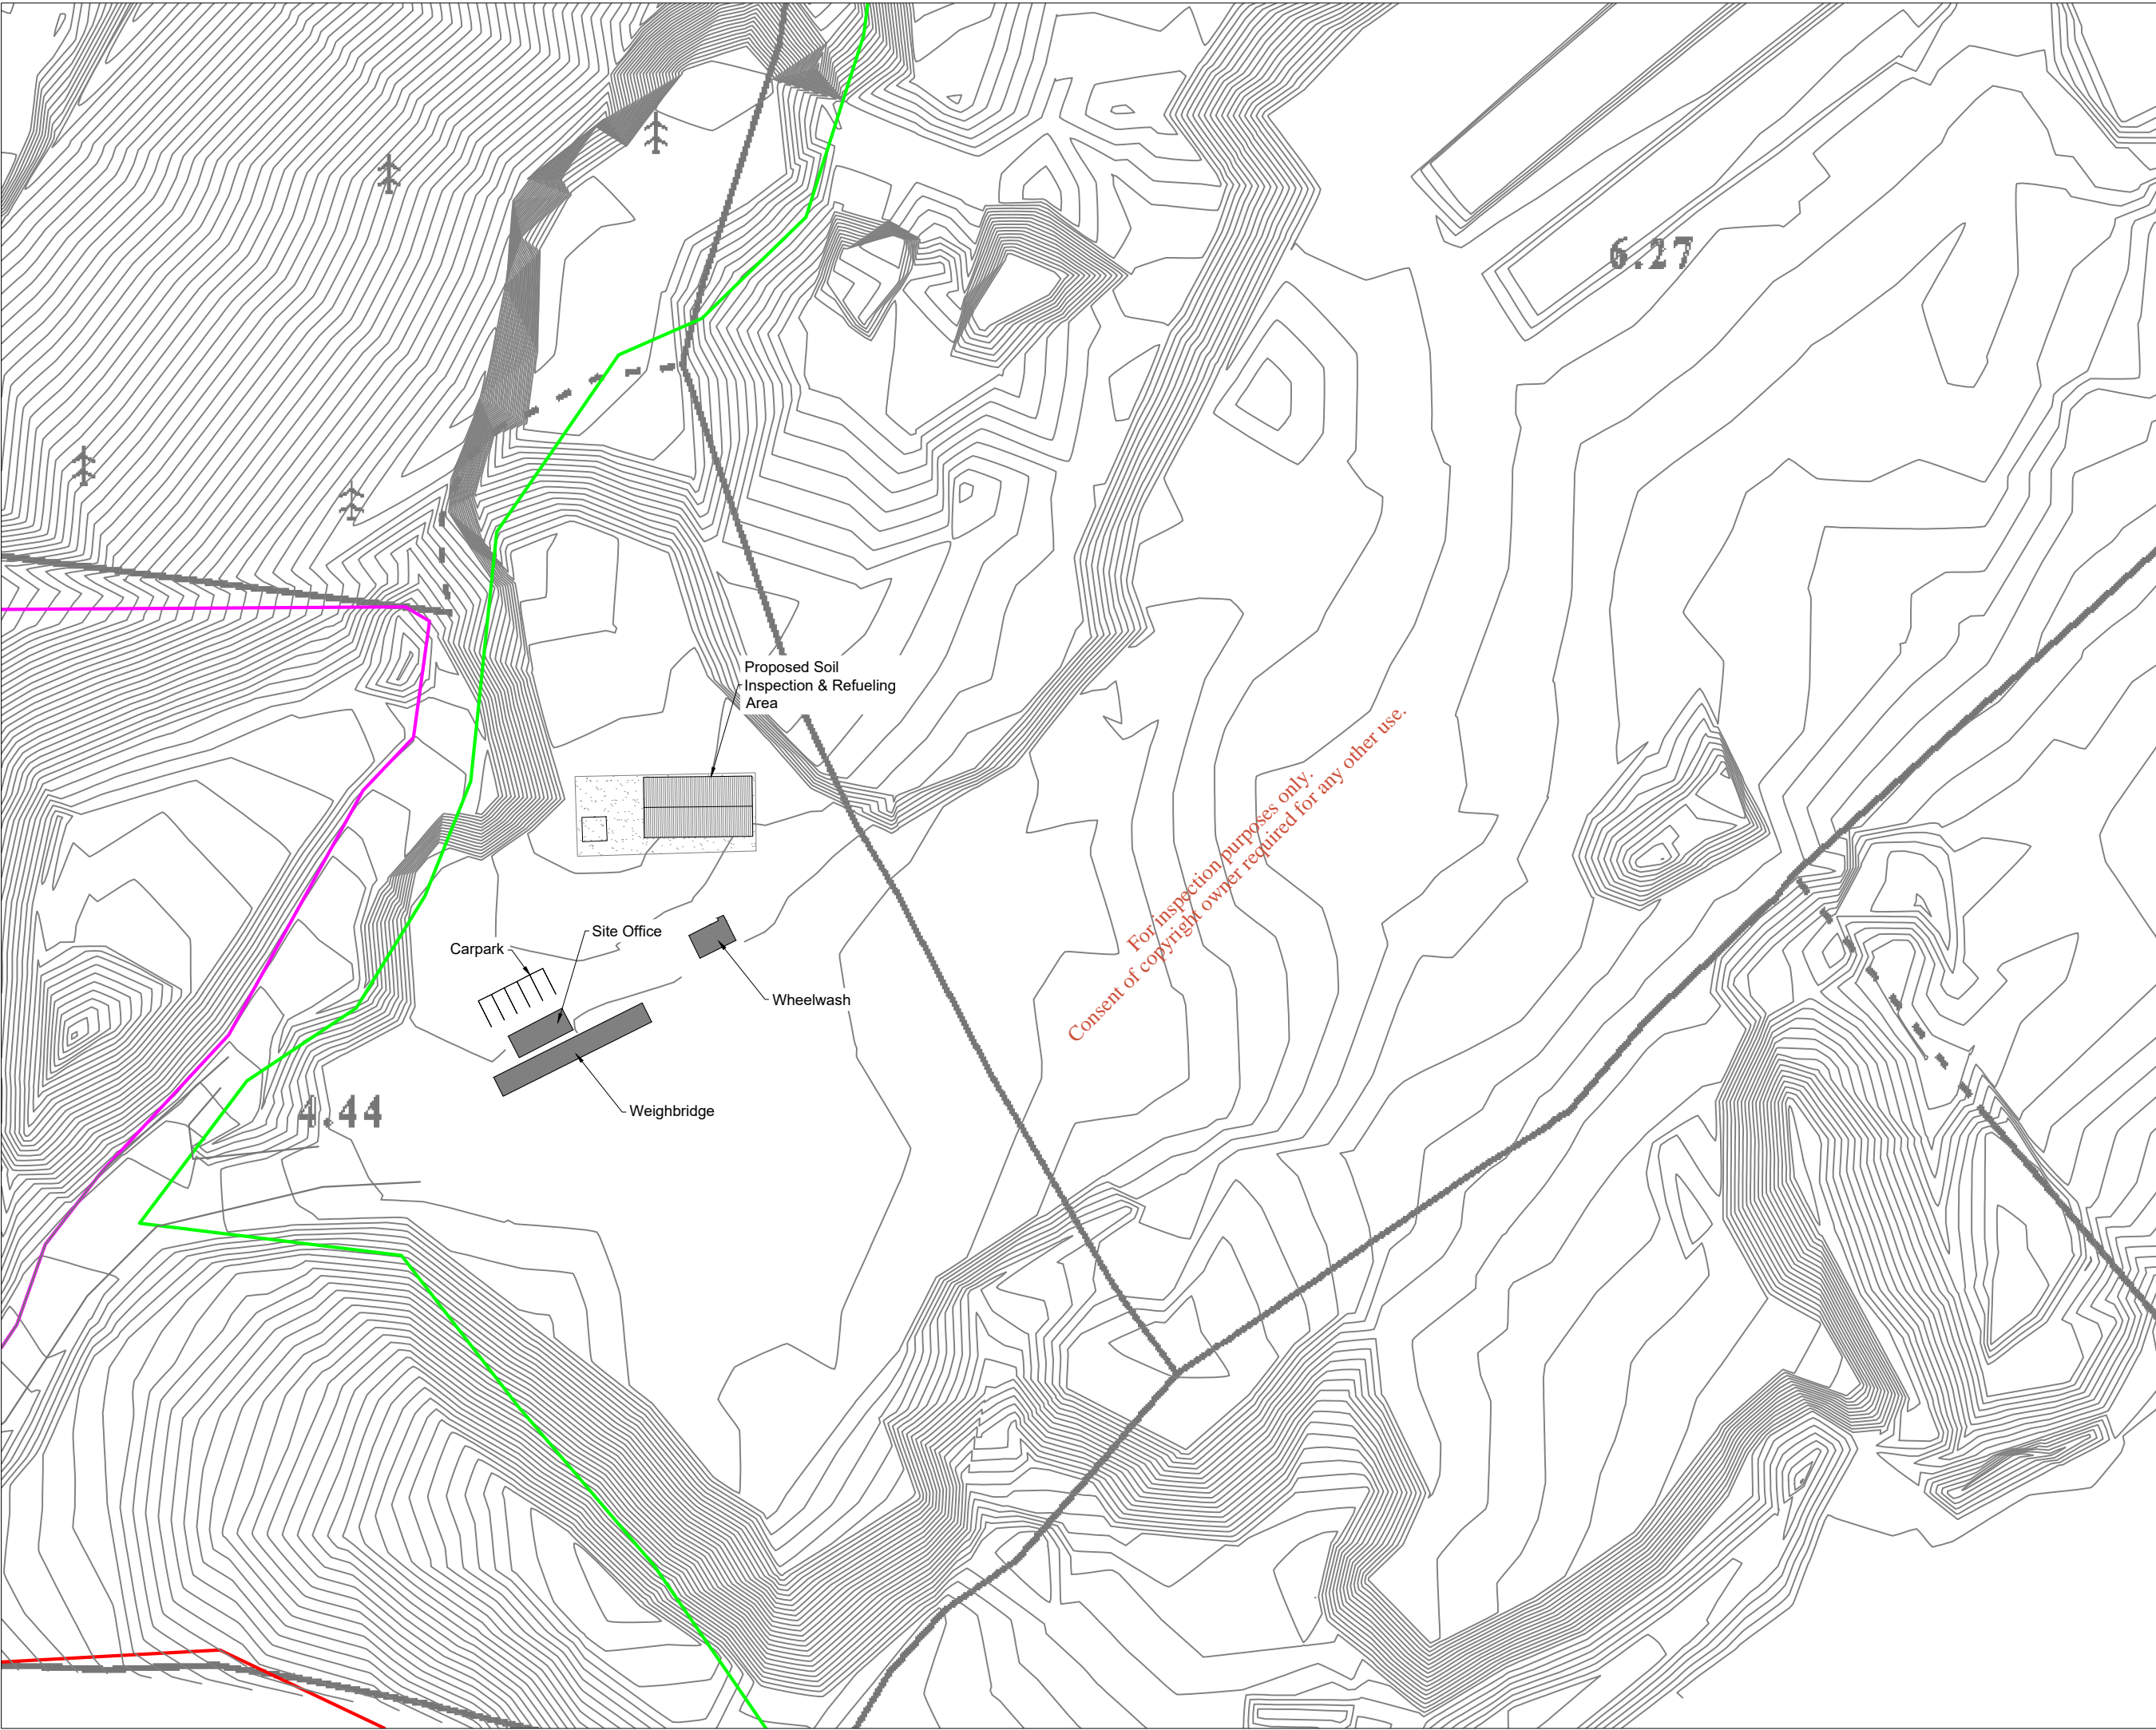 6.27
Proposed Soil
Inspection & Refueling
Area
For inspection purposes only.
Consent of copyright owner required for any other use.
Site Office
Carpark
Wheelwash
4.44
Weighbridge